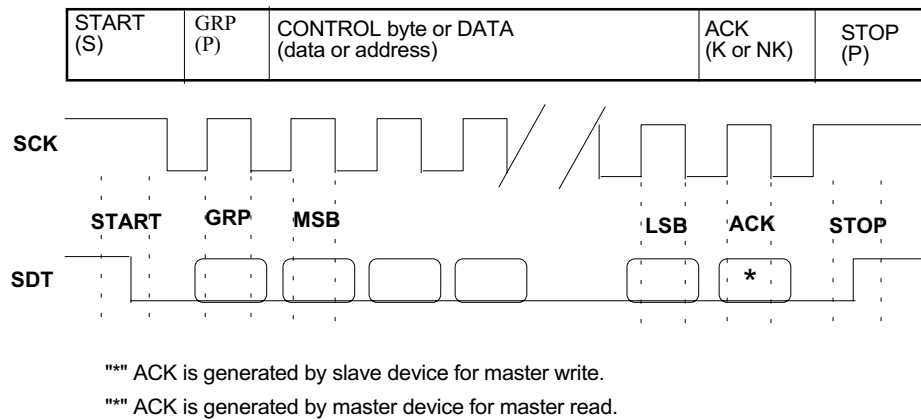 START
(S)
GRP
(P)
CONTROL byte or DATA
(data or address)
ACK
(K or NK)
STOP
(P)
SCK
START
GRP
MSB
LSB
ACK
STOP
SDT
*
"*" ACK is generated by slave device for master write.
"*" ACK is generated by master device for master read.